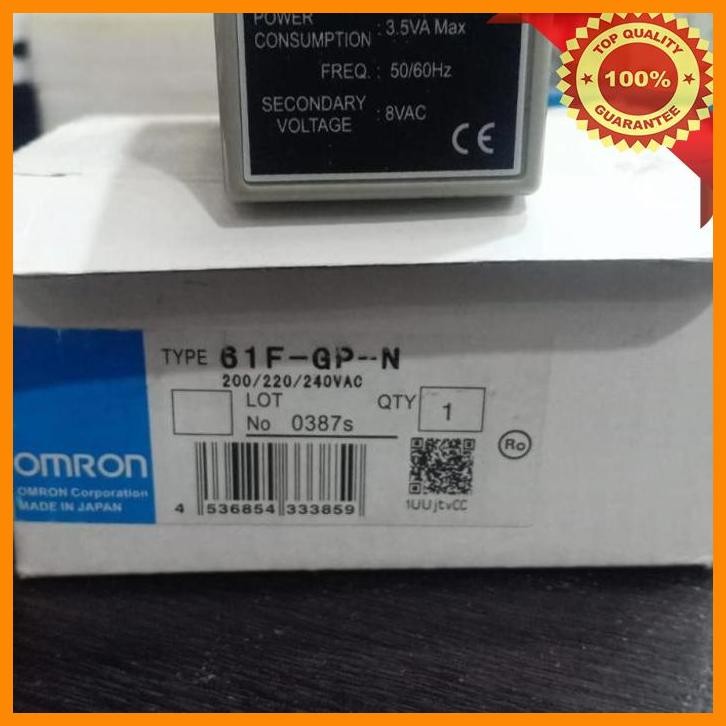 POWER
CONSUMPTION : 3.5VA Max
FREQ. : 50/60Hz
SECONDARY
VOLTAGE : 8VAC
CE
TOP QUALITY
100%
GUARANTEE
TYPE 61F-GP-N
200/220/240VAC
LOT
No 0387s
QTY 1
Ro
OMRON
OMRON Corporation
MADE IN JAPAN
4 536854 333859
1UUjtvCC